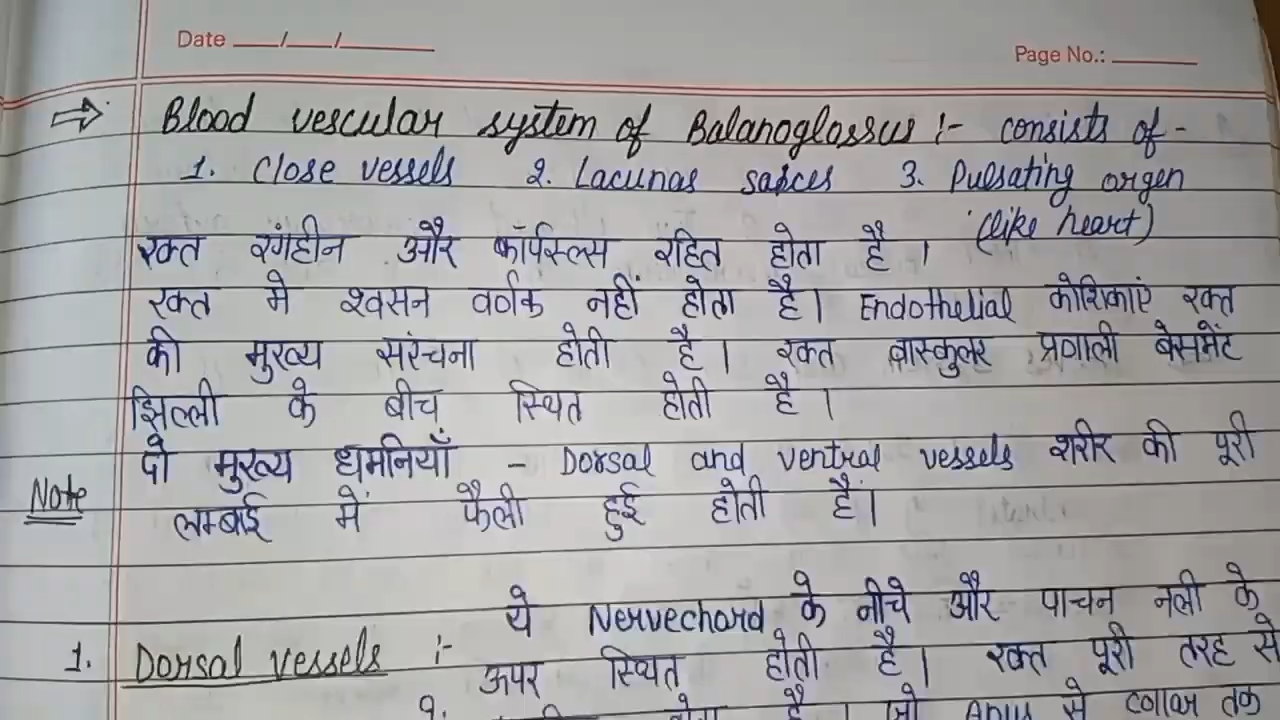 Date ___/___/______
Page No.: ______
⇒ Blood vescular system of Balanoglossus :- consists of -
1. Close vessels 2. Lacunas 3. Pulsating orgen
(like heart)
रक्त रंगहीन और कॉर्पस्ल्स रहित होता है।
रक्त मे श्वसन वर्णक नहीं होता है। Endothelial कोशिकाएं रक्त
की मुख्य सरंचना होती है। रक्त वास्कुलर प्रणाली बेसमेंट
झिल्ली के बीच स्थित होती है।
दो मुख्य धमनियाँ - Dorsal and ventral vessels शरीर की पूरी
Note
लम्बाई में फैली हुई होती हैं।
ये Nervechord के नीचे और पाचन नली के
1. Dorsal vessels :-
ऊपर स्थित होती है। रक्त पूरी तरह से
होता है। जो Anus से collar तक